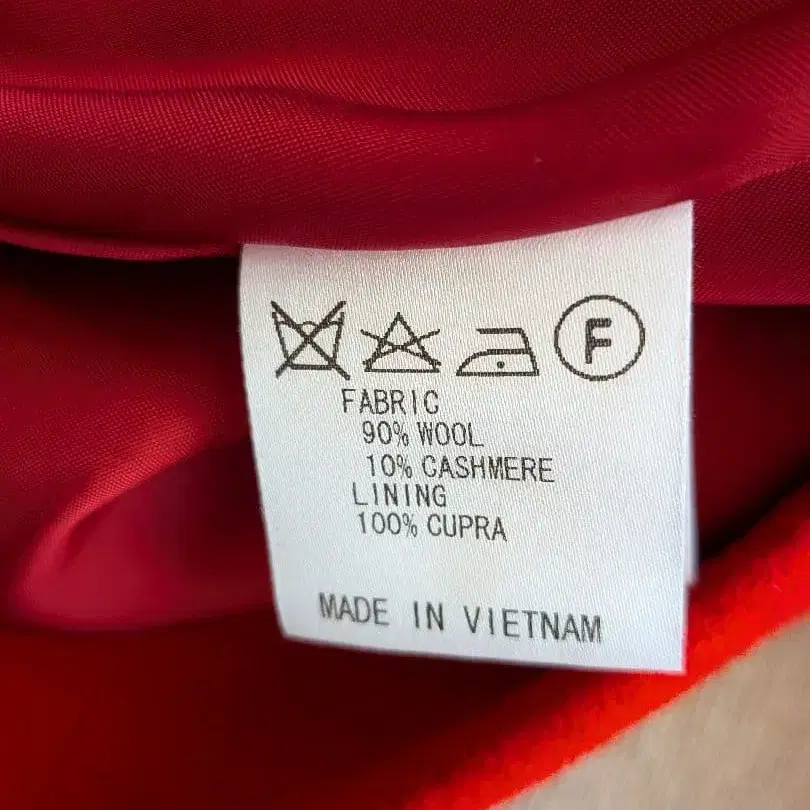 F
FABRIC
90% WOOL
10% CASHMERE
LINING
100% CUPRA
MADE IN VIETNAM